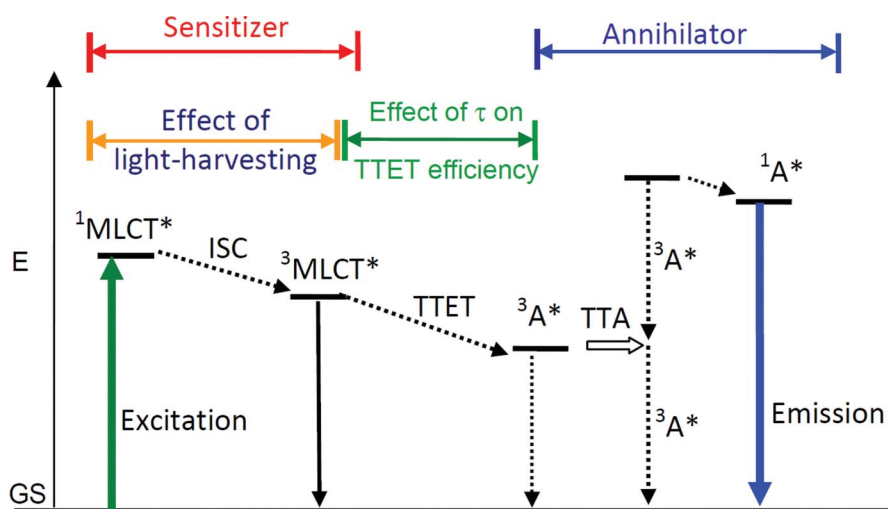 Sensitizer
Annihilator
Effect of
light-harvesting
Effect of τ on
TTET efficiency
¹A*
¹MLCT*
ISC
E
³MLCT*
³A*
TTET
³A*
TTA
³A*
Excitation
Emission
GS